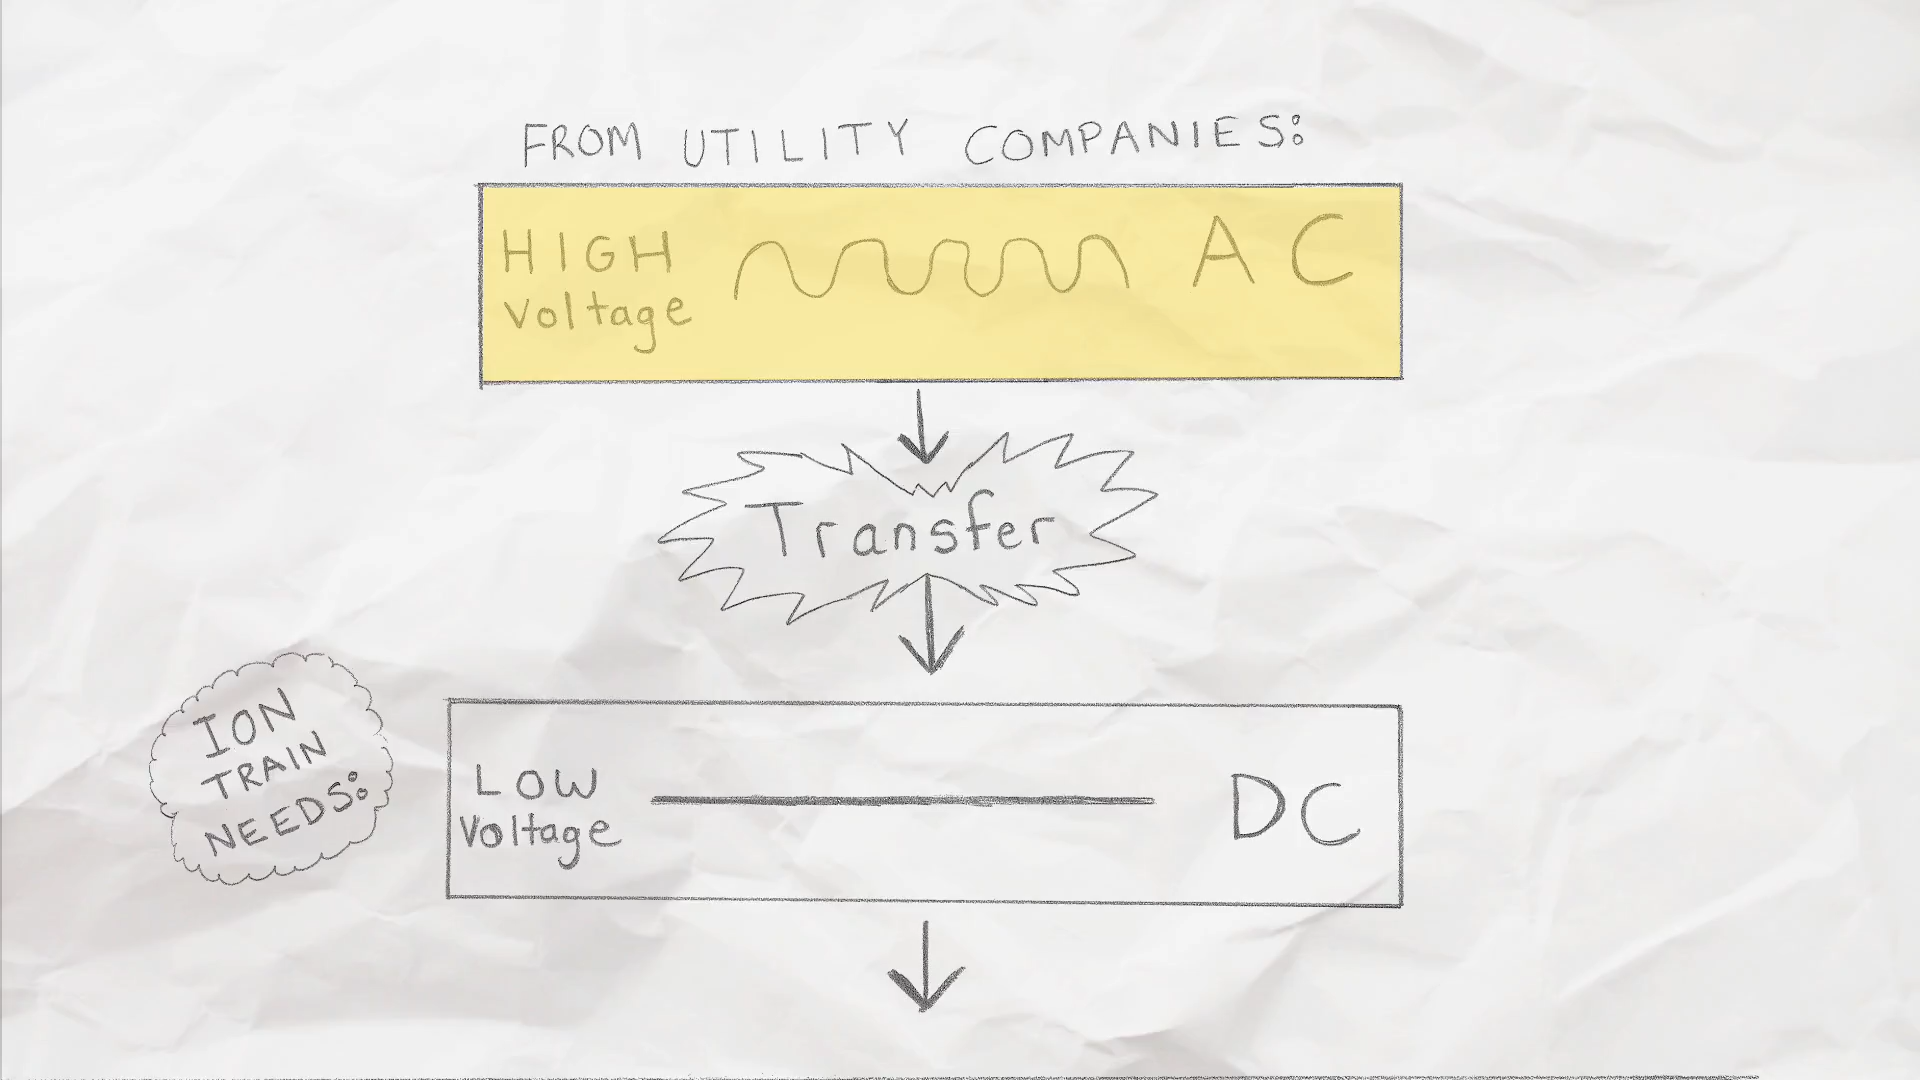 FROM UTILITY COMPANIES:
HIGH
Voltage
AC
Transfer
ION
TRAIN
NEEDS:
LOW
Voltage
DC